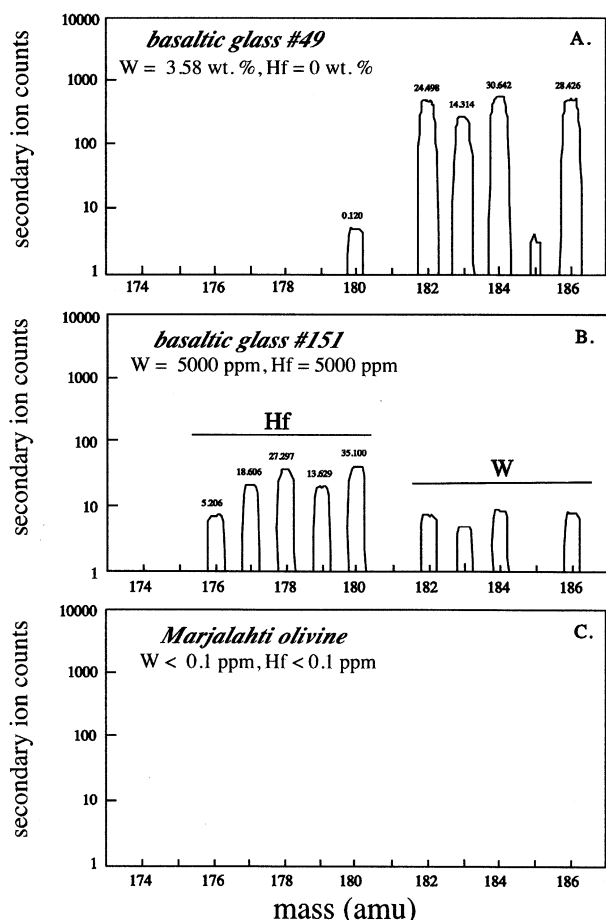 basaltic glass #49
A.
W = 3.58 wt. %, Hf = 0 wt. %
secondary ion counts
10000
1000
100
10
1
0.120
24.498
14.314
30.642
28.426
174 176 178 180 182 184 186
basaltic glass #151
B.
W = 5000 ppm, Hf = 5000 ppm
secondary ion counts
10000
1000
100
10
1
Hf
W
5.206
18.606
27.297
13.629
35.100
174 176 178 180 182 184 186
Marjalahti olivine
C.
W < 0.1 ppm, Hf < 0.1 ppm
secondary ion counts
10000
1000
100
10
1
174 176 178 180 182 184 186
mass (amu)